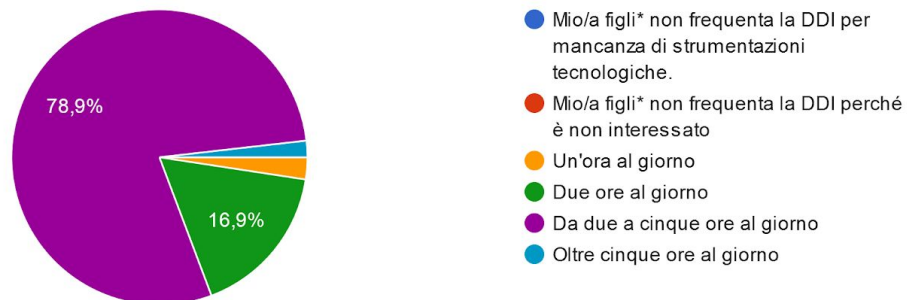 78,9%
16,9%
Mio/a figli* non frequenta la DDI per
mancanza di strumentazioni
tecnologiche.
Mio/a figli* non frequenta la DDI perché
è non interessato
Un'ora al giorno
Due ore al giorno
Da due a cinque ore al giorno
Oltre cinque ore al giorno